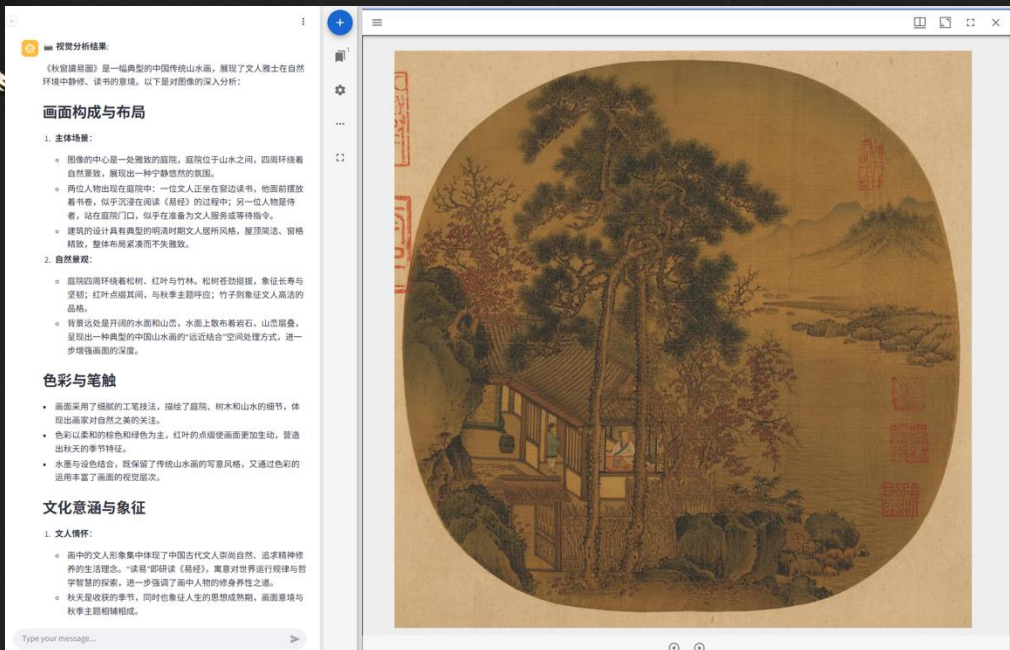 视觉分析结果:
《秋窗讀易圖》是一幅典型的中国传统山水画，展现了文人雅士在自然
环境中静修、读书的意境。以下是对图像的深入分析：
画面构成与布局
1. 主体场景：
图像的中心是一处雅致的庭院，庭院位于山水之间，四周环绕着
自然景致，展现出一种宁静悠然的氛围。
两位人物出现在庭院中：一位文人正坐在窗边读书，他面前摆放
着书卷，似乎沉浸在阅读《易经》的过程中；另一位人物是侍
者，站在庭院门口，似乎在准备为文人服务或等待指令。
建筑的设计具有典型的明清时期文人居所风格，屋顶简洁、窗格
精致，整体布局紧凑而不失雅致。
2. 自然景观：
庭院四周环绕着松树、红叶与竹林。松树苍劲挺拔，象征长寿与
坚韧；红叶点缀其间，与秋季主题呼应；竹子则象征文人高洁的
品格。
背景远处是开阔的水面和山峦，水面上散布着岩石，山峦层叠，
呈现出一种典型的中国山水画的“远近结合”空间处理方式，进一
步增强画面的深度。
色彩与笔触
画面采用了细腻的工笔技法，描绘了庭院、树木和山水的细节，体
现出画家对自然之美的关注。
色彩以柔和的棕色和绿色为主，红叶的点缀使画面更加生动，营造
出秋天的季节特征。
水墨与设色结合，既保留了传统山水画的写意风格，又通过色彩的
运用丰富了画面的视觉层次。
文化意涵与象征
1. 文人情怀：
画中的文人形象集中体现了中国古代文人崇尚自然、追求精神修
养的生活理念。“读易”即研读《易经》，寓意对世界运行规律与哲
学智慧的探索，进一步强调了画中人物的修身养性之道。
秋天是收获的季节，同时也象征人生的思想成熟期，画面意境与
秋季主题相辅相成。
Type your message...
1